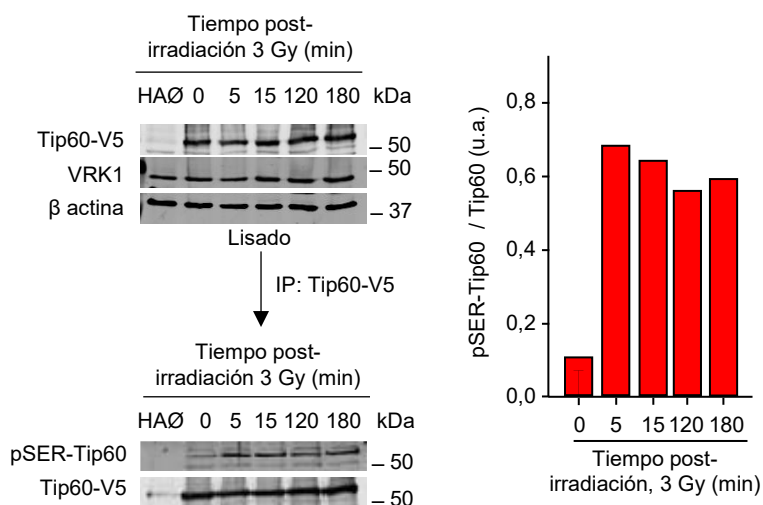 Tiempo post-
irradiación 3 Gy (min)
HAØ 0 5 15 120 180 kDa
Tip60-V5
50
VRK1
50
β actina
37
Lisado
IP: Tip60-V5
Tiempo post-
irradiación 3 Gy (min)
HAØ 0 5 15 120 180 kDa
pSER-Tip60
50
Tip60-V5
50
pSER-Tip60 / Tip60 (u.a.)
0,8
0,6
0,4
0,2
0,0
0 5 15 120 180
Tiempo post-
irradiación, 3 Gy (min)